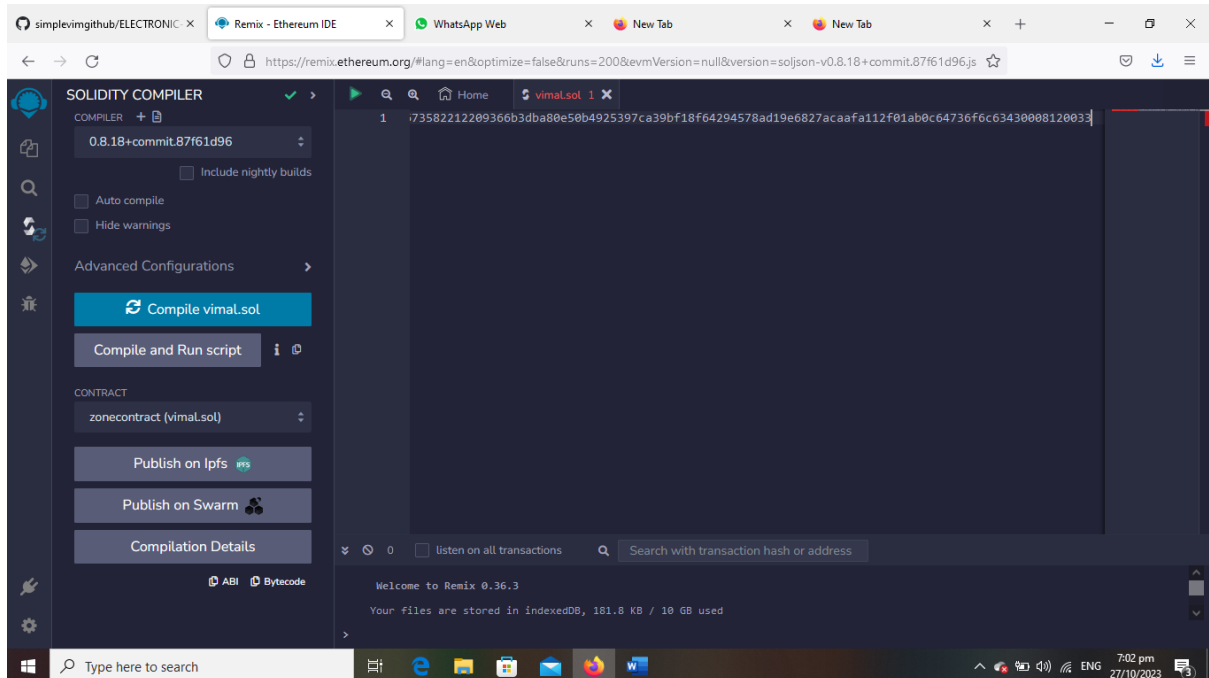 simplevimgithub/ELECTRONIC-
Remix - Ethereum IDE
WhatsApp Web
New Tab
New Tab
https://remix.ethereum.org/#lang=en&optimize=false&runs=200&evmVersion=null&version=soljson-v0.8.18+commit.87f61d96.js
SOLIDITY COMPILER
COMPILER
0.8.18+commit.87f61d96
Include nightly builds
Auto compile
Hide warnings
Advanced Configurations
Compile vimal.sol
Compile and Run script
CONTRACT
zonecontract (vimal.sol)
Publish on Ipfs IPFS
Publish on Swarm
Compilation Details
ABI Bytecode
Home vimal.sol 1
1 73582212209366b3dba80e50b4925397ca39bf18f64294578ad19e6827acaafa112f01ab0c64736f6c63430008120033
0 listen on all transactions Search with transaction hash or address
Welcome to Remix 0.36.3
Your files are stored in indexedDB, 181.8 KB / 10 GB used
>
Type here to search
W
ENG
7:02 pm
27/10/2023
3